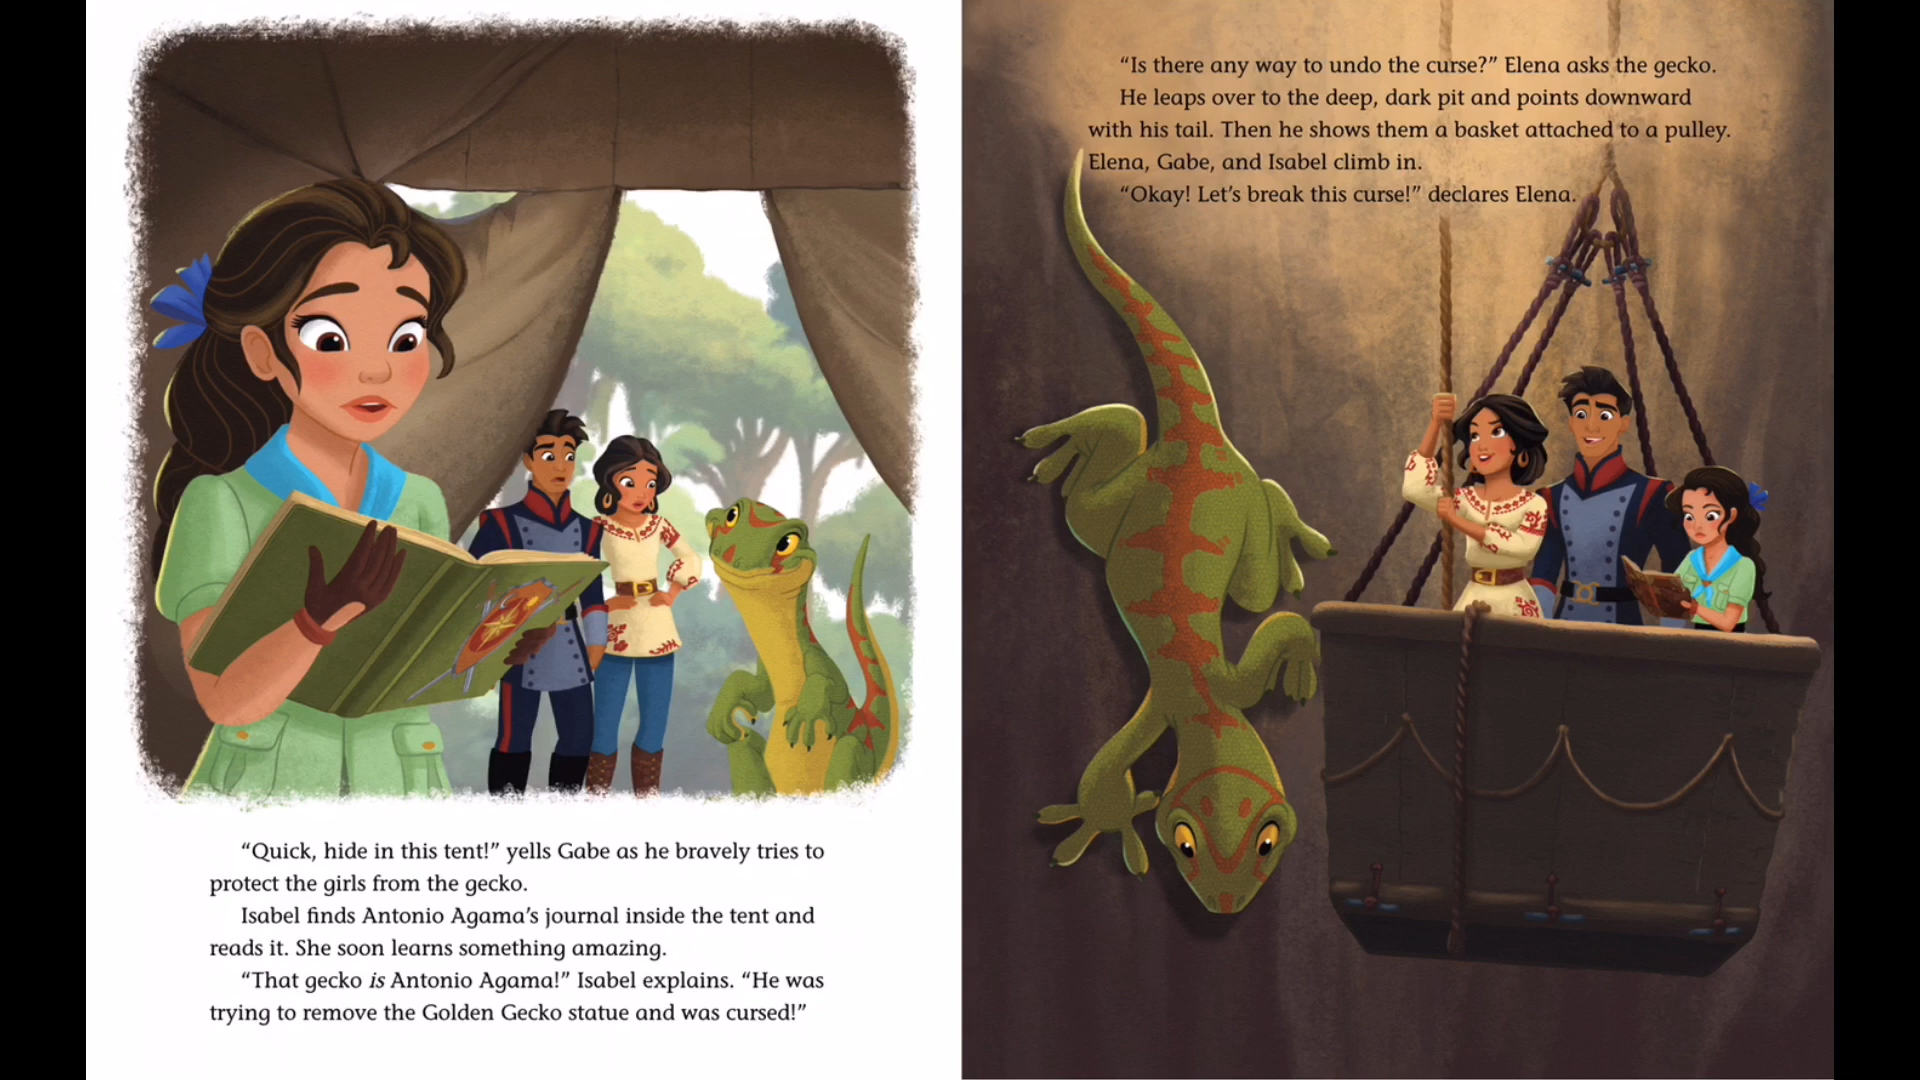 “Quick, hide in this tent!” yells Gabe as he bravely tries to
protect the girls from the gecko.
Isabel finds Antonio Agama’s journal inside the tent and
reads it. She soon learns something amazing.
“That gecko is Antonio Agama!” Isabel explains. “He was
trying to remove the Golden Gecko statue and was cursed!”
“Is there any way to undo the curse?” Elena asks the gecko.
He leaps over to the deep, dark pit and points downward
with his tail. Then he shows them a basket attached to a pulley.
Elena, Gabe, and Isabel climb in.
“Okay! Let’s break this curse!” declares Elena.